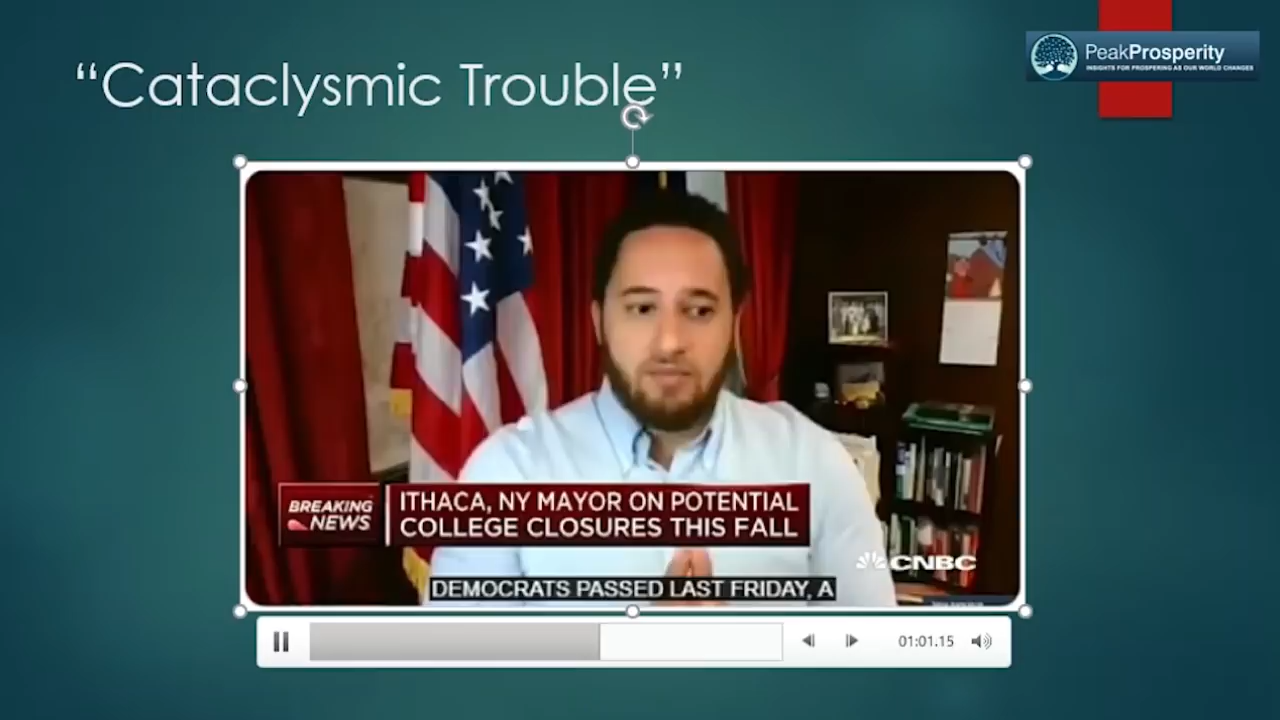 “Cataclysmic Trouble”
PeakProsperity
INSIGHTS FOR PROSPERING AS OUR WORLD CHANGES
BREAKING NEWS
ITHACA, NY MAYOR ON POTENTIAL
COLLEGE CLOSURES THIS FALL
CNBC
DEMOCRATS PASSED LAST FRIDAY, A
01:01.15